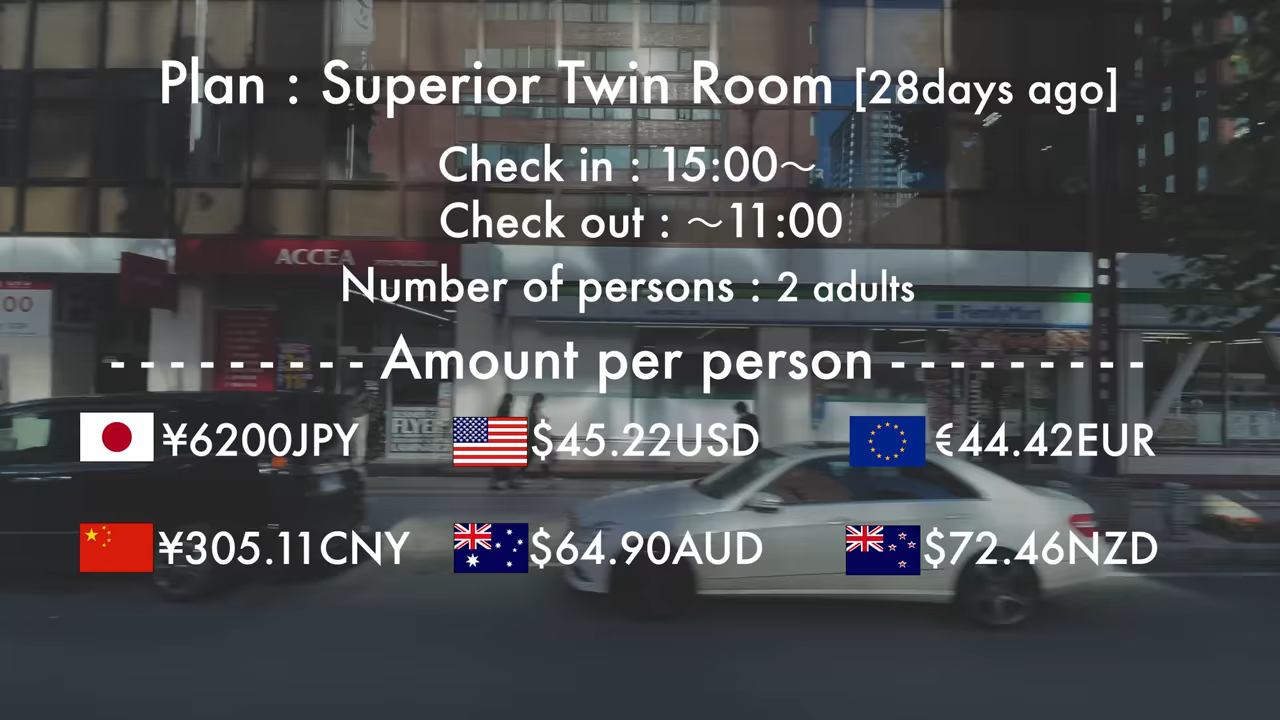 Plan : Superior Twin Room [28days ago]
Check in : 15:00～
Check out : ～11:00
ACCEA
Number of persons : 2 adults
FamilyMart
- - - - - - - - - Amount per person - - - - - - - - -
¥6200JPY $45.22USD €44.42EUR
FLYER
¥305.11CNY $64.90AUD $72.46NZD